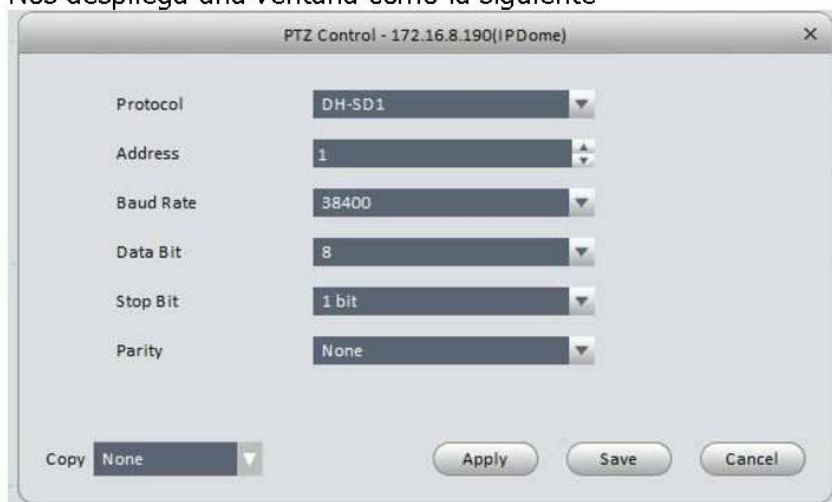 Nos despliega una ventana como la siguiente
PTZ Control - 172.16.8.190(IPDome)
Protocol DH-SD1
Address 1
Baud Rate 38400
Data Bit 8
Stop Bit 1 bit
Parity None
Copy None Apply Save Cancel